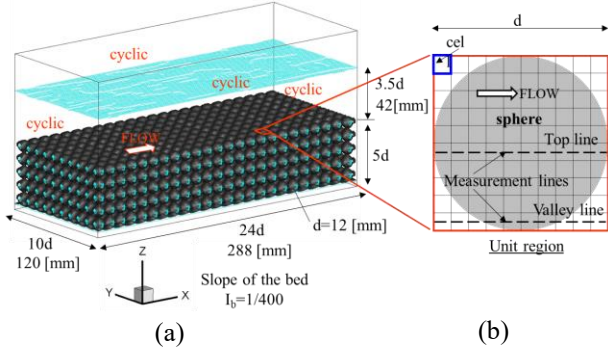 cyclic
cyclic
cyclic
cyclic
FLOW
3.5d
42[mm]
5d
10d
120 [mm]
24d
288 [mm]
d=12 [mm]
Z
Y
X
Slope of the bed
I_b=1/400
(a)
d
cel
FLOW
sphere
Top line
Measurement lines
Valley line
Unit region
(b)